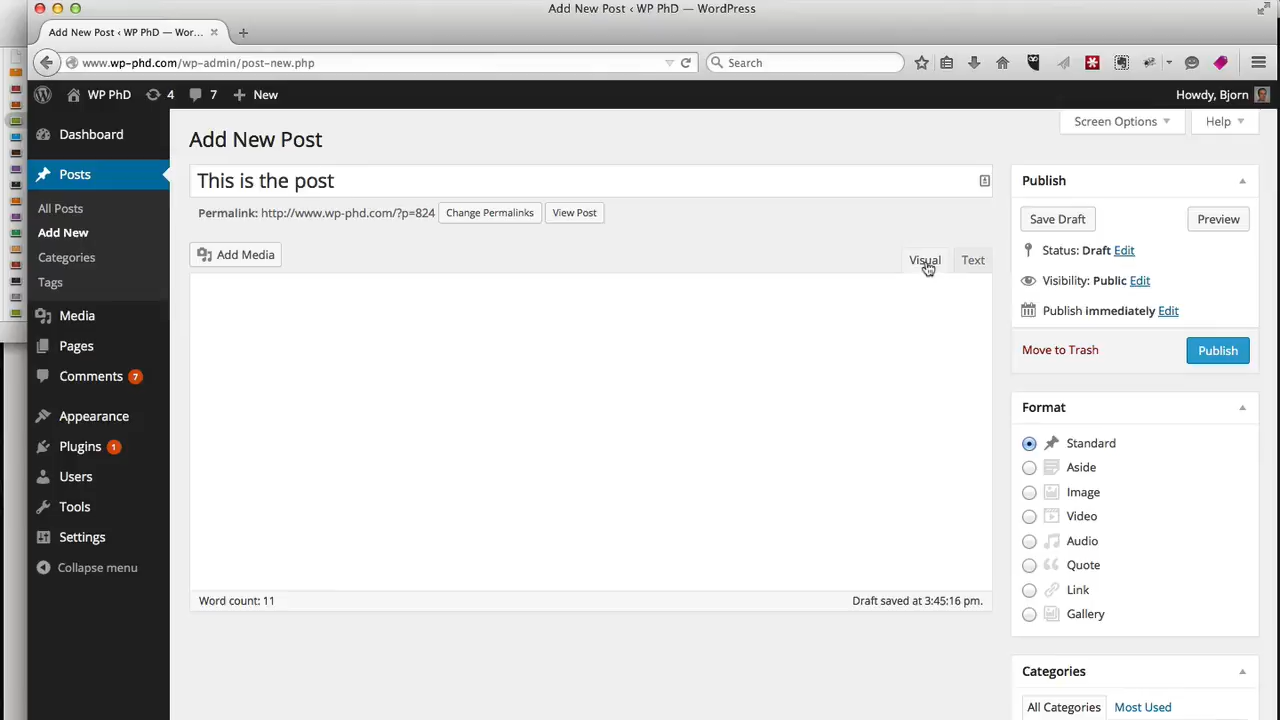 Add New Post ‹ WP PhD — WordPress
Add New Post ‹ WP PhD — Wor...
www.wp-phd.com/wp-admin/post-new.php
Search
WP PhD
4
7
New
Howdy, Bjorn
Dashboard
Posts
All Posts
Add New
Categories
Tags
Media
Pages
Comments 7
Appearance
Plugins 1
Users
Tools
Settings
Collapse menu
Screen Options
Help
Add New Post
This is the post
Permalink: http://www.wp-phd.com/?p=824 Change Permalinks View Post
Add Media
Visual
Text
Word count: 11
Draft saved at 3:45:16 pm.
Publish
Save Draft
Preview
Status: Draft Edit
Visibility: Public Edit
Publish immediately Edit
Move to Trash
Publish
Format
Standard
Aside
Image
Video
Audio
Quote
Link
Gallery
Categories
All Categories
Most Used